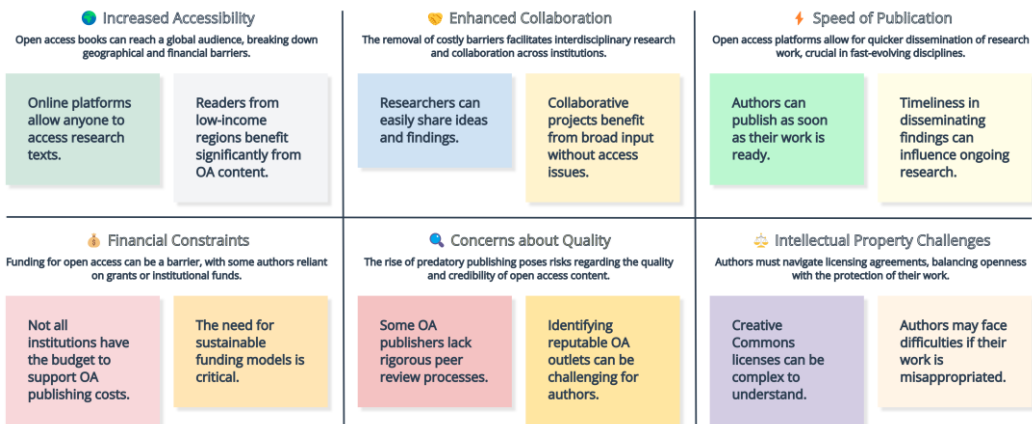 Increased Accessibility
Open access books can reach a global audience, breaking down
geographical and financial barriers.
Online platforms
allow anyone to
access research
texts.
Readers from
low-income
regions benefit
significantly from
OA content.
Enhanced Collaboration
The removal of costly barriers facilitates interdisciplinary research
and collaboration across institutions.
Researchers can
easily share ideas
and findings.
Collaborative
projects benefit
from broad input
without access
issues.
Speed of Publication
Open access platforms allow for quicker dissemination of research
work, crucial in fast-evolving disciplines.
Authors can
publish as soon
as their work is
ready.
Timeliness in
disseminating
findings can
influence ongoing
research.
Financial Constraints
Funding for open access can be a barrier, with some authors reliant
on grants or institutional funds.
Not all
institutions have
the budget to
support OA
publishing costs.
The need for
sustainable
funding models is
critical.
Concerns about Quality
The rise of predatory publishing poses risks regarding the quality
and credibility of open access content.
Some OA
publishers lack
rigorous peer
review processes.
Identifying
reputable OA
outlets can be
challenging for
authors.
Intellectual Property Challenges
Authors must navigate licensing agreements, balancing openness
with the protection of their work.
Creative
Commons
licenses can be
complex to
understand.
Authors may face
difficulties if their
work is
misappropriated.